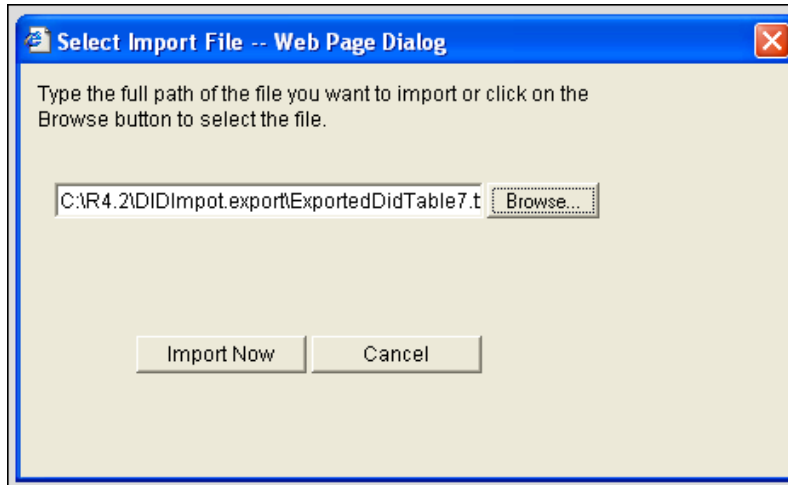 Select Import File -- Web Page Dialog
Type the full path of the file you want to import or click on the
Browse button to select the file.
C:\R4.2\DIDImpot.export\ExportedDidTable7.t
Browse...
Import Now
Cancel